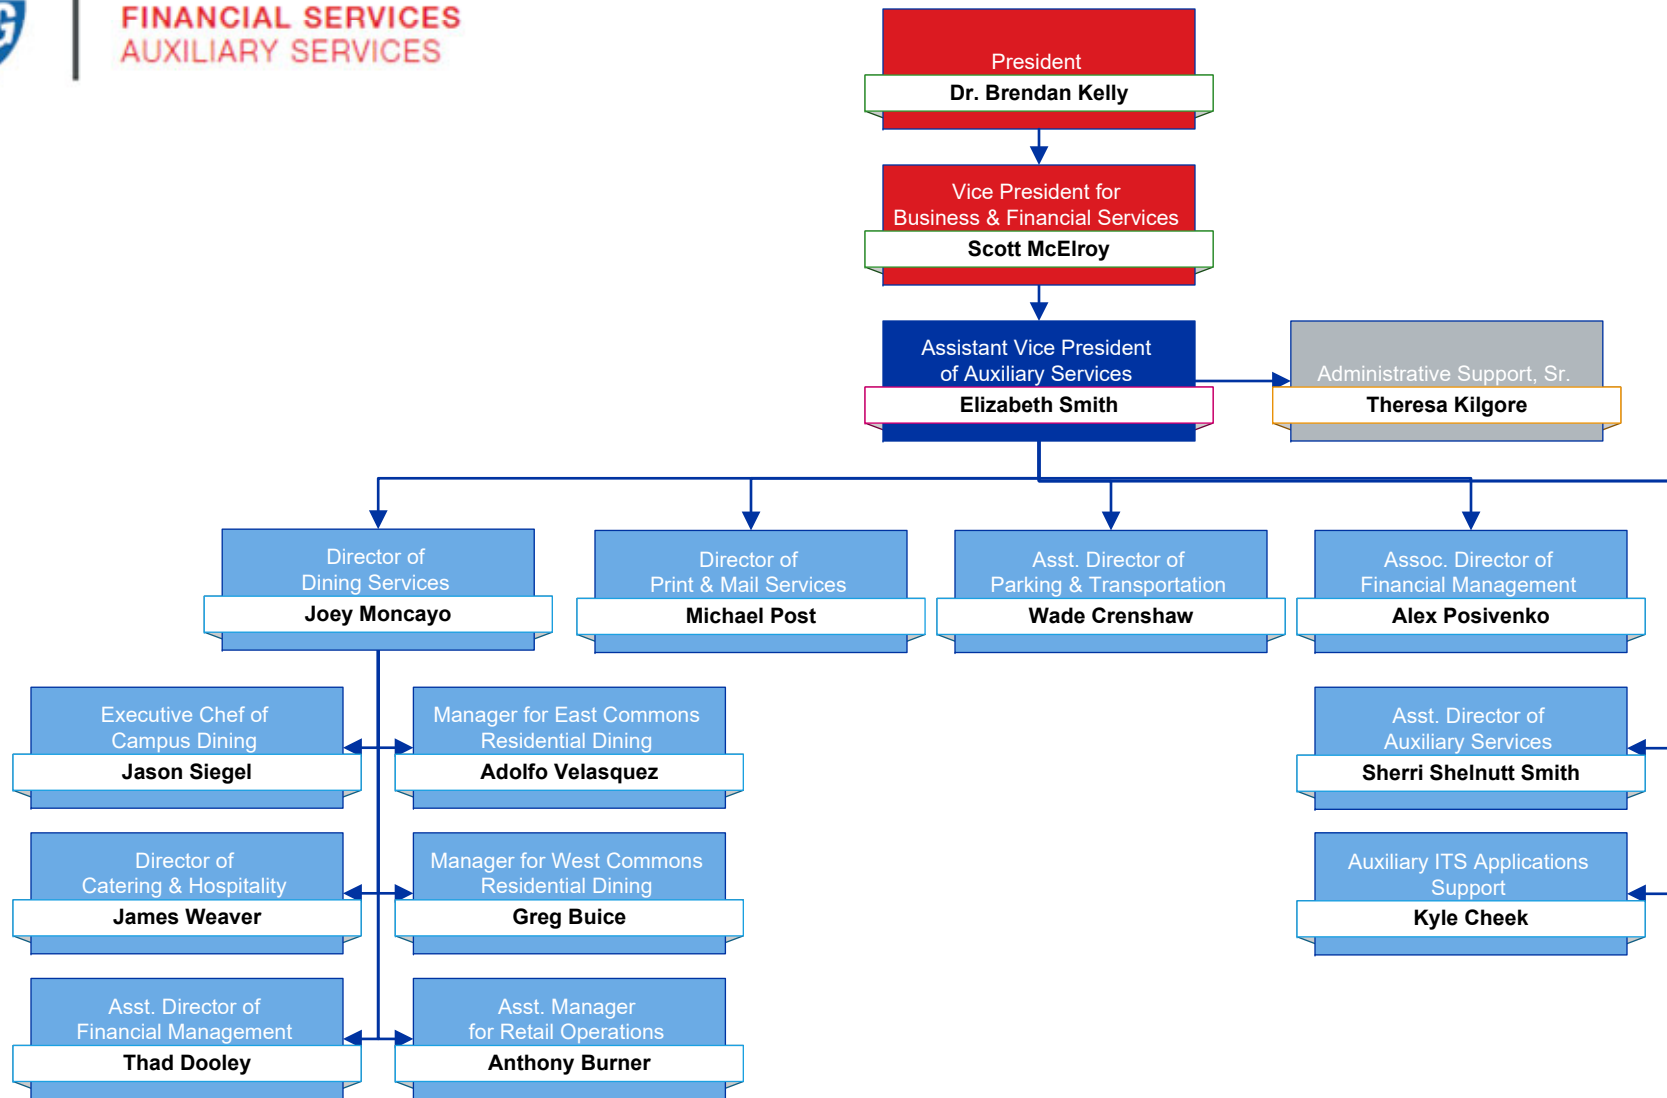 FINANCIAL SERVICES
AUXILIARY SERVICES
President
Dr. Brendan Kelly
Vice President for
Business & Financial Services
Scott McElroy
Assistant Vice President
of Auxiliary Services
Elizabeth Smith
Administrative Support, Sr.
Theresa Kilgore
Director of
Dining Services
Joey Moncayo
Director of
Print & Mail Services
Michael Post
Asst. Director of
Parking & Transportation
Wade Crenshaw
Assoc. Director of
Financial Management
Alex Posivenko
Executive Chef of
Campus Dining
Jason Siegel
Manager for East Commons
Residential Dining
Adolfo Velasquez
Asst. Director of
Auxiliary Services
Sherri Shelnutt Smith
Director of
Catering & Hospitality
James Weaver
Manager for West Commons
Residential Dining
Greg Buice
Auxiliary ITS Applications
Support
Kyle Cheek
Asst. Director of
Financial Management
Thad Dooley
Asst. Manager
for Retail Operations
Anthony Burner